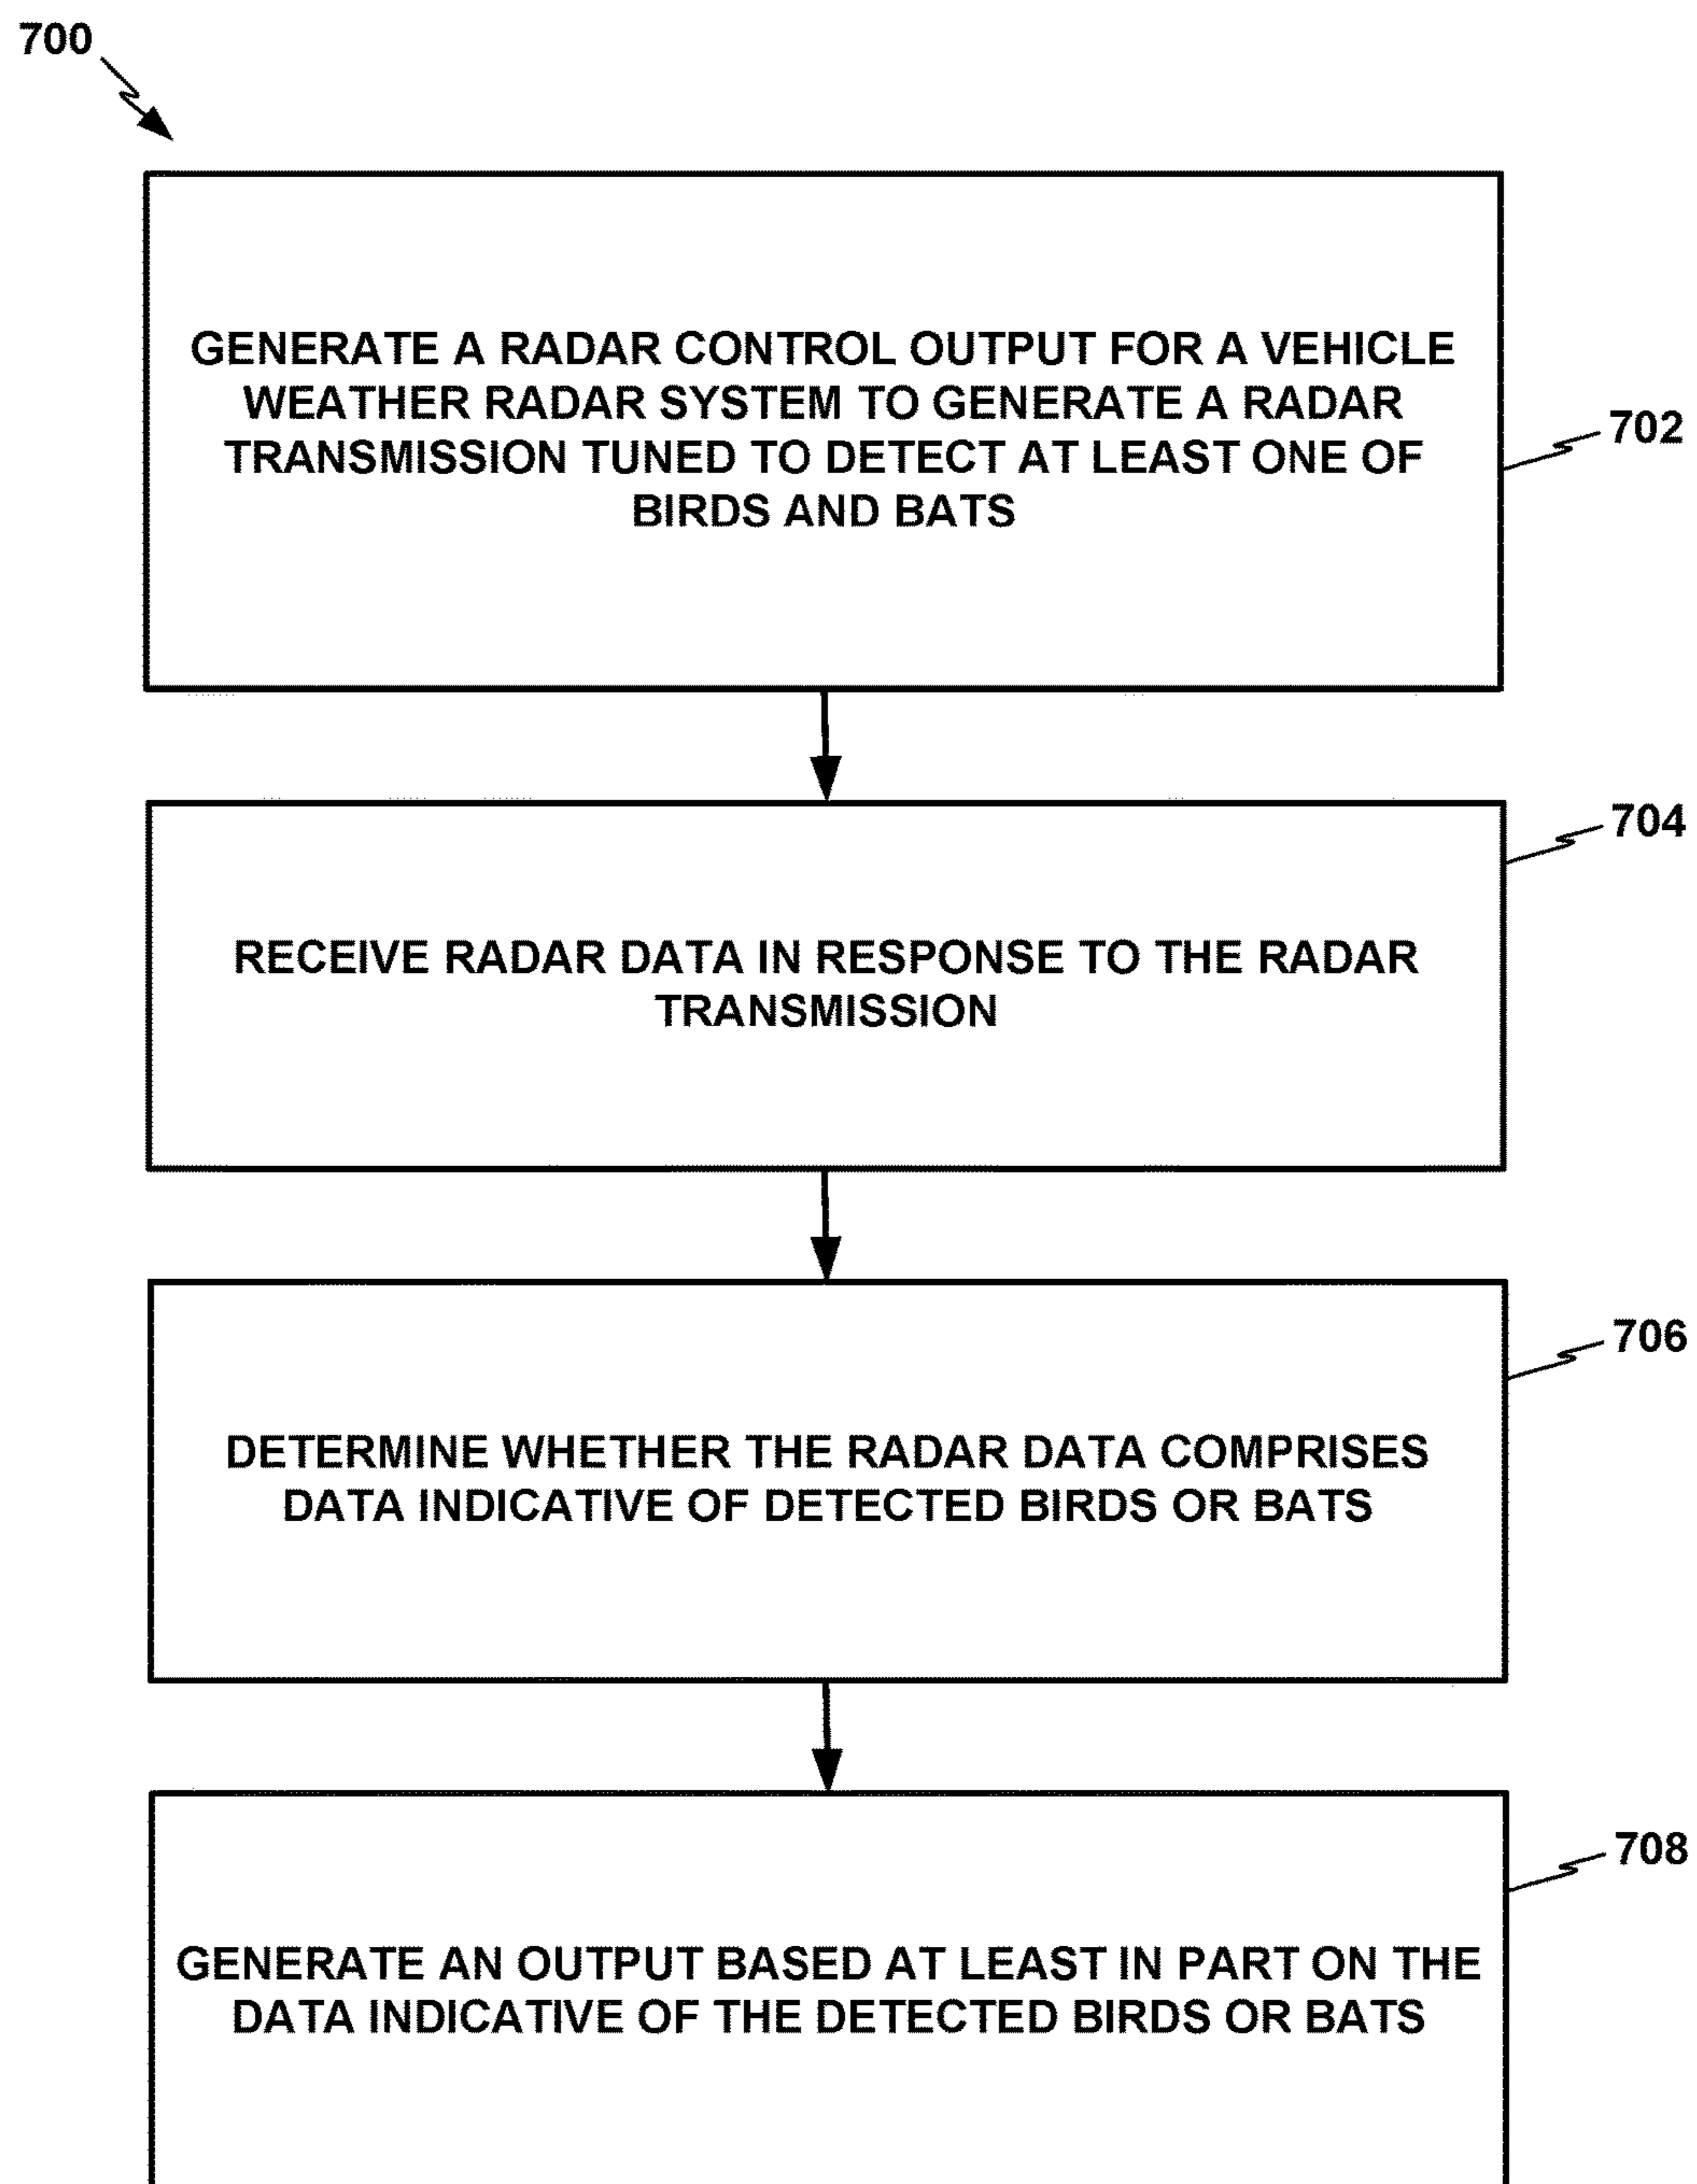 700
GENERATE A RADAR CONTROL OUTPUT FOR A VEHICLE
WEATHER RADAR SYSTEM TO GENERATE A RADAR
TRANSMISSION TUNED TO DETECT AT LEAST ONE OF
BIRDS AND BATS
702
RECEIVE RADAR DATA IN RESPONSE TO THE RADAR
TRANSMISSION
704
DETERMINE WHETHER THE RADAR DATA COMPRISES
DATA INDICATIVE OF DETECTED BIRDS OR BATS
706
GENERATE AN OUTPUT BASED AT LEAST IN PART ON THE
DATA INDICATIVE OF THE DETECTED BIRDS OR BATS
708